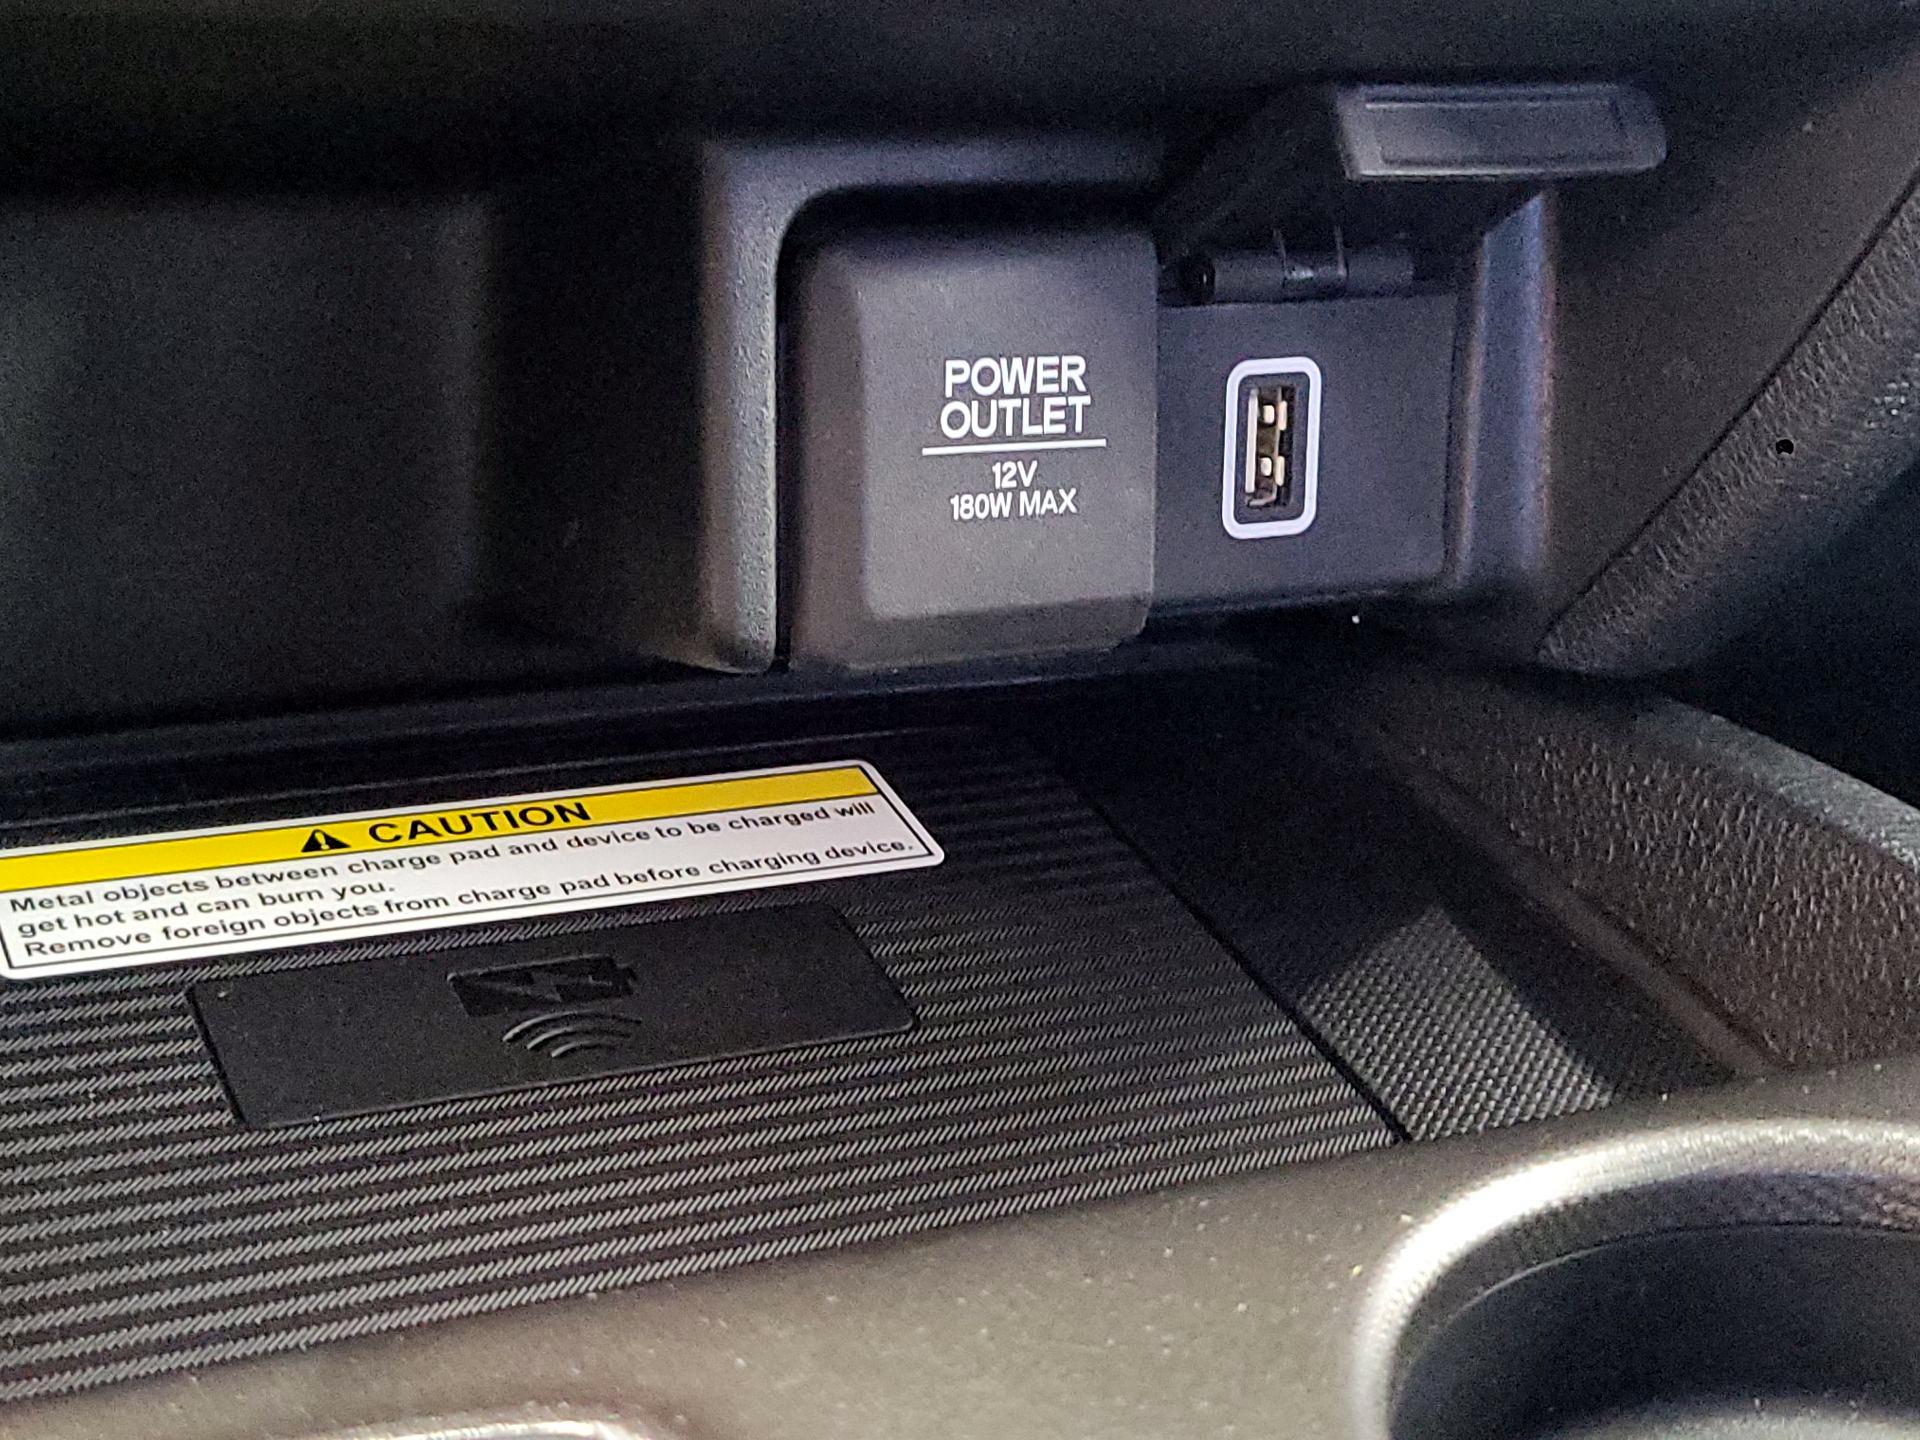 POWER
OUTLET
12V
180W MAX
CAUTION
Metal objects between charge pad and device to be charged will
get hot and can burn you.
Remove foreign objects from charge pad before charging device.